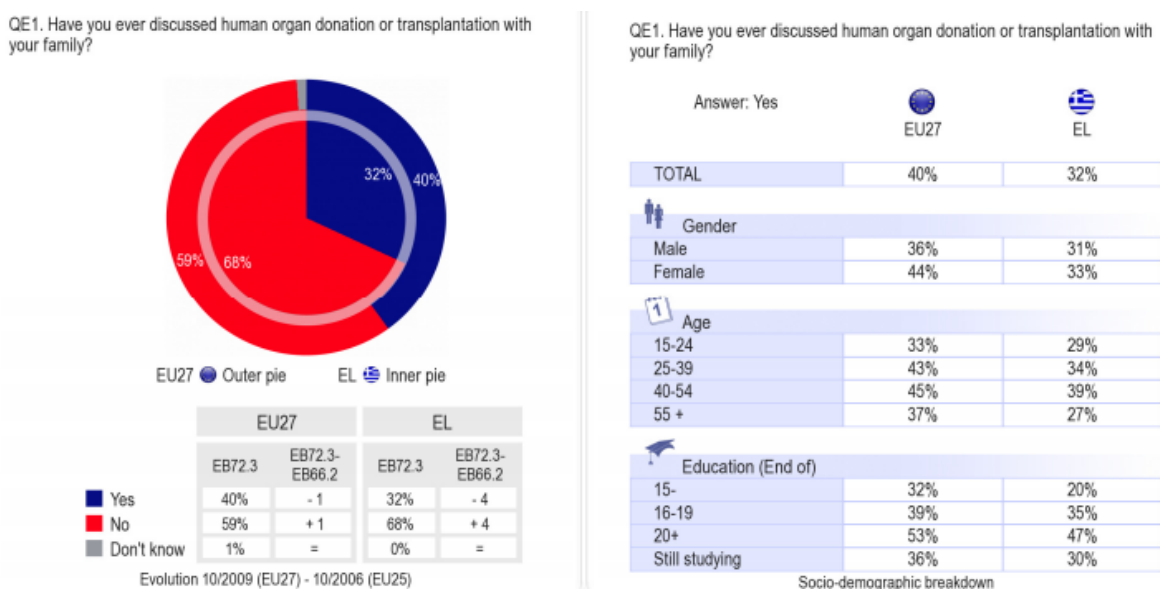 QE1. Have you ever discussed human organ donation or transplantation with
your family?
32%
40%
59%
68%
EU27 Outer pie EL Inner pie
EU27 EL
EB72.3 EB72.3-
EB66.2 EB72.3 EB72.3-
EB66.2
Yes 40% - 1 32% - 4
No 59% + 1 68% + 4
Don't know 1% = 0% =
Evolution 10/2009 (EU27) - 10/2006 (EU25)
QE1. Have you ever discussed human organ donation or transplantation with
your family?
Answer: Yes
EU27 EL
TOTAL 40% 32%
Gender
Male 36% 31%
Female 44% 33%
1
Age
15-24 33% 29%
25-39 43% 34%
40-54 45% 39%
55 + 37% 27%
Education (End of)
15- 32% 20%
16-19 39% 35%
20+ 53% 47%
Still studying 36% 30%
Socio-demographic breakdown